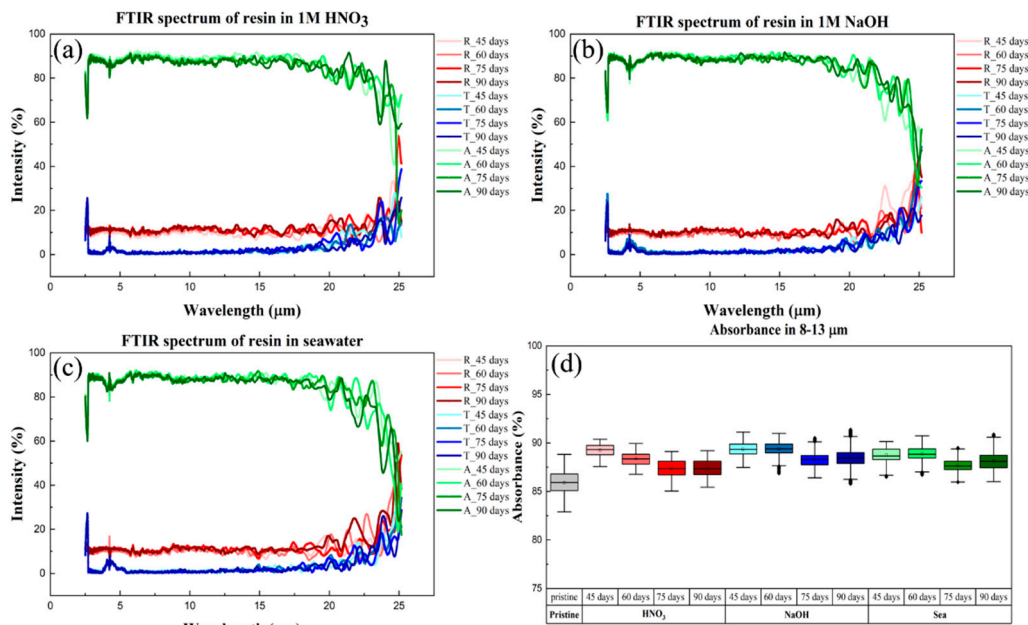 FTIR spectrum of resin in 1M HNO3
(a)
Intensity (%)
100
80
60
40
20
0
5
10
15
20
25
Wavelength (μm)
R_45 days
R_60 days
R_75 days
R_90 days
T_45 days
T_60 days
T_75 days
T_90 days
A_45 days
A_60 days
A_75 days
A_90 days
FTIR spectrum of resin in 1M NaOH
(b)
Intensity (%)
100
80
60
40
20
0
0
5
10
15
20
25
Wavelength (μm)
R_45 days
R_60 days
R_75 days
R_90 days
T_45 days
T_60 days
T_75 days
T_90 days
A_45 days
A_60 days
A_75 days
A_90 days
FTIR spectrum of resin in seawater
(c)
Intensity (%)
100
80
60
40
20
0
0
5
10
15
20
25
R_45 days
R_60 days
R_75 days
R_90 days
T_45 days
T_60 days
T_75 days
T_90 days
A_45 days
A_60 days
A_75 days
A_90 days
Absorbance in 8-13 μm
(d)
Absorbance (%)
100
95
90
85
80
75
pristine 45 days 60 days 75 days 90 days 45 days 60 days 75 days 90 days 45 days 60 days 75 days 90 days
Pristine HNO3 NaOH Sea